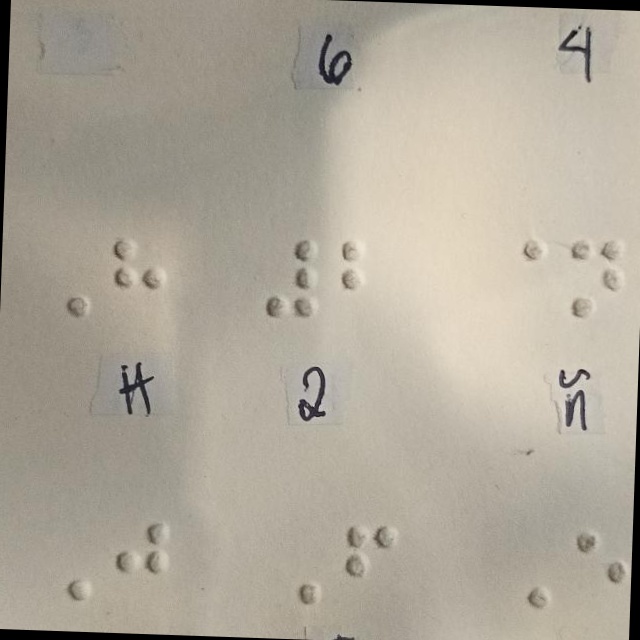 6 4
⠠⠓ ⠼⠃ ⠈⠝
H 2 ñ
⠠⠚ ⠠⠋ ⠠⠑